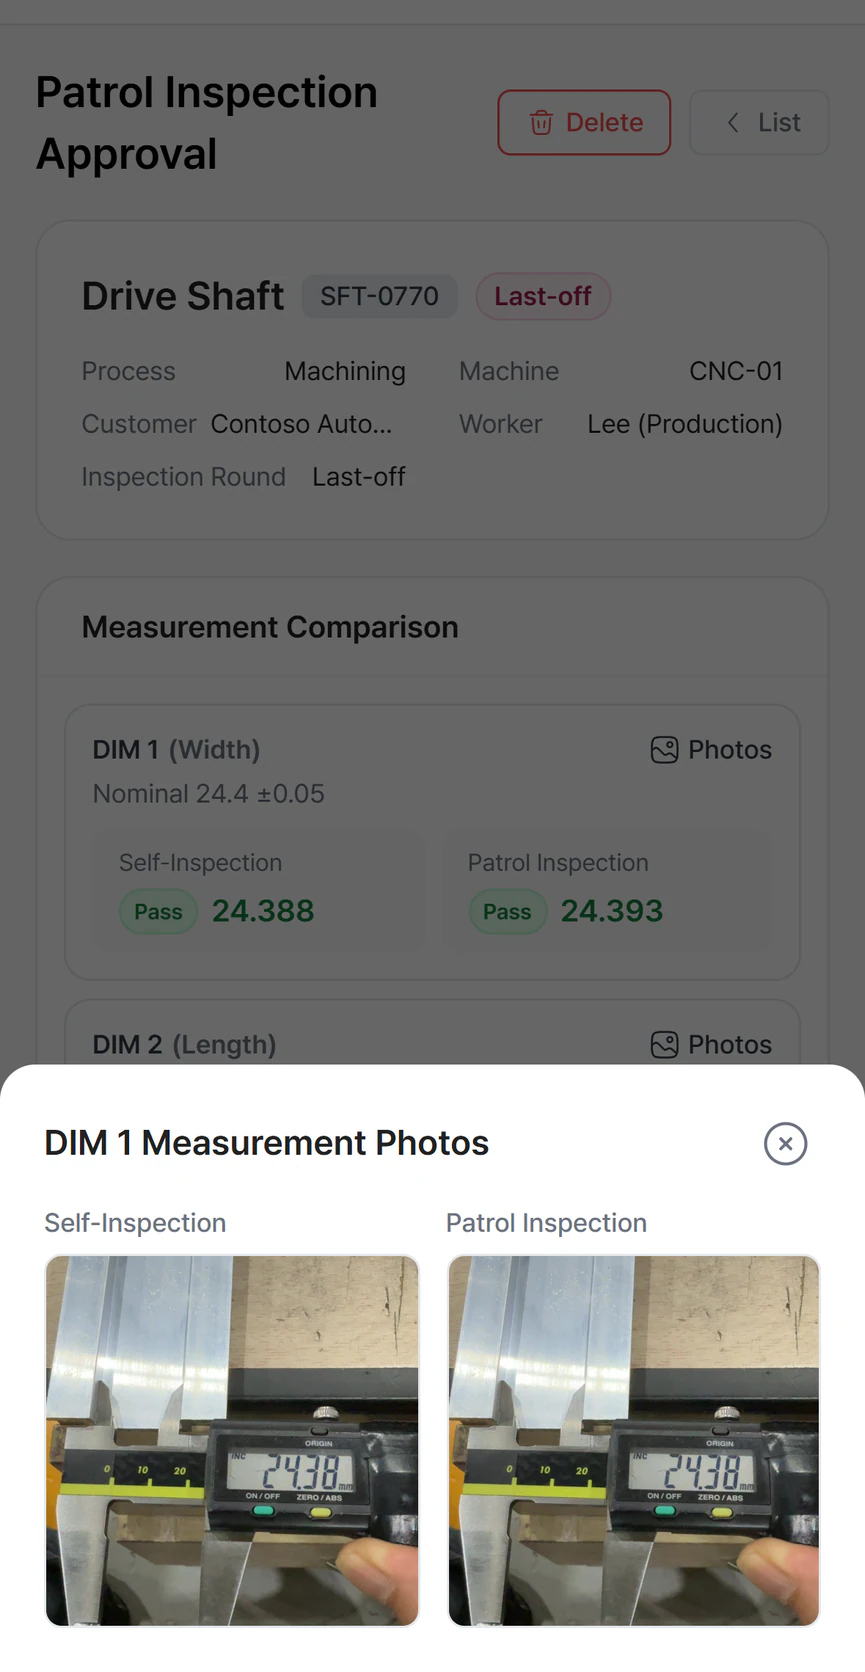 Patrol Inspection
Approval
Delete
List
Drive Shaft
SFT-0770
Last-off
Process Machining
Machine CNC-01
Customer Contoso Auto...
Worker Lee (Production)
Inspection Round Last-off
Measurement Comparison
DIM 1 (Width)
Photos
Nominal 24.4 ±0.05
Self-Inspection
Pass 24.388
Patrol Inspection
Pass 24.393
DIM 2 (Length)
Photos
DIM 1 Measurement Photos
Self-Inspection
Patrol Inspection
ORIGIN
INC
24.38 mm
0 10 20
ON/OFF ZERO/ABS
ORIGIN
INC
24.38 mm
0 10 20
ON/OFF ZERO/ABS